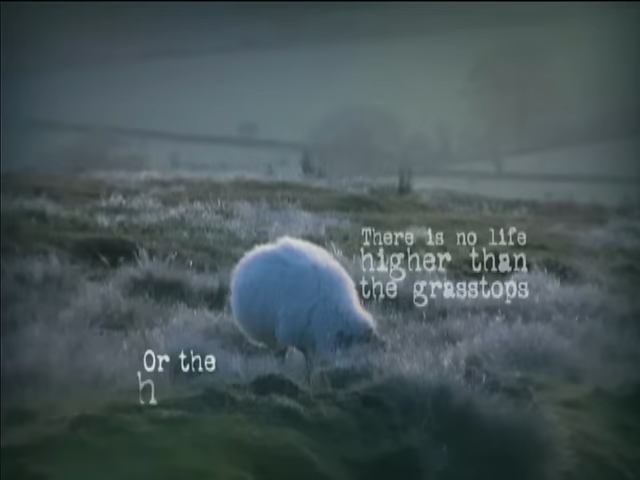 There is no life
higher than
the grasstops
Or the
h